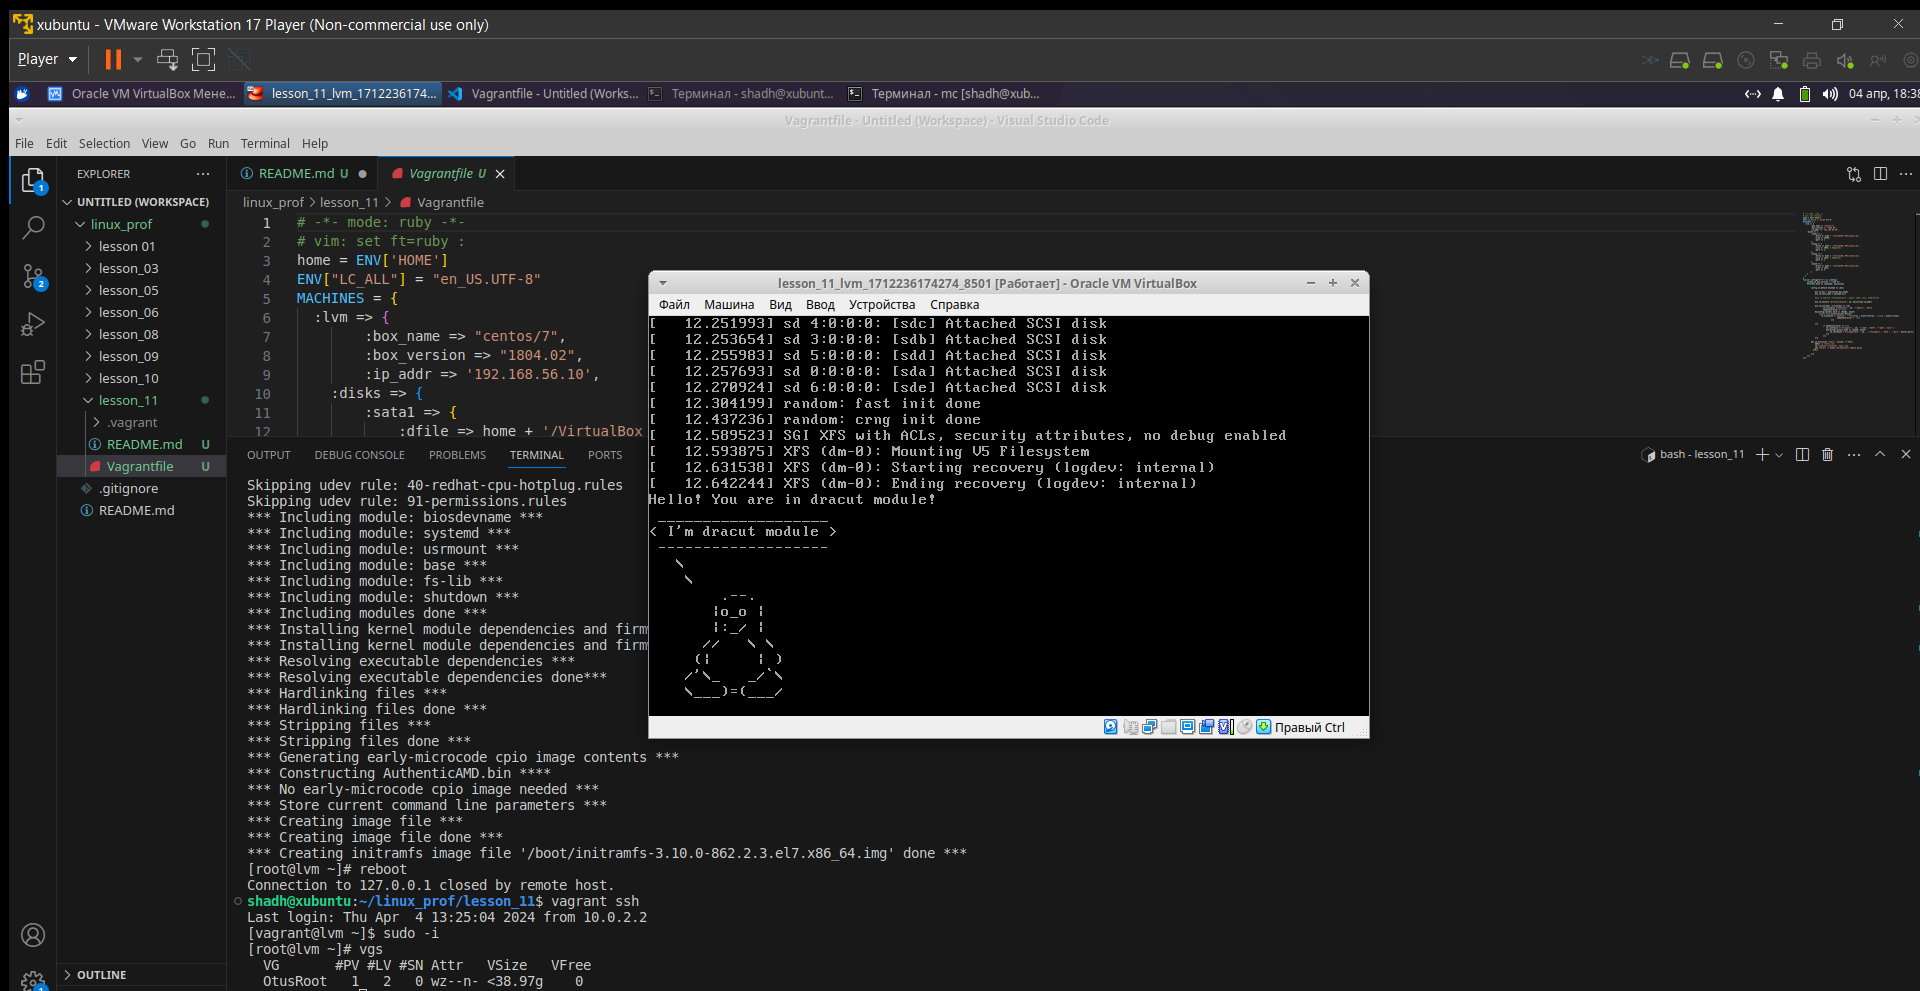 xubuntu - VMware Workstation 17 Player (Non-commercial use only)
Player
Oracle VM VirtualBox Мене...
lesson_11_lvm_1712236174...
Vagrantfile - Untitled (Works...
Терминал - shadh@xubunt...
Терминал - mc [shadh@xub...
04 апр, 18:38
Vagrantfile - Untitled (Workspace) - Visual Studio Code
File Edit Selection View Go Run Terminal Help
EXPLORER
UNTITLED (WORKSPACE)
linux_prof
lesson 01
lesson_03
lesson_05
lesson_06
lesson_08
lesson_09
lesson_10
lesson_11
.vagrant
README.md U
Vagrantfile U
.gitignore
README.md
OUTLINE
1
2
1
README.md U
Vagrantfile U
linux_prof > lesson_11 > Vagrantfile
1 # -*- mode: ruby -*-
2 # vim: set ft=ruby :
3 home = ENV['HOME']
4 ENV["LC_ALL"] = "en_US.UTF-8"
5 MACHINES = {
6 :lvm => {
7 :box_name => "centos/7",
8 :box_version => "1804.02",
9 :ip_addr => '192.168.56.10',
10 :disks => {
11 :sata1 => {
12 :dfile => home + '/VirtualBox
OUTPUT DEBUG CONSOLE PROBLEMS TERMINAL PORTS
bash - lesson_11
Skipping udev rule: 40-redhat-cpu-hotplug.rules
Skipping udev rule: 91-permissions.rules
*** Including module: biosdevname ***
*** Including module: systemd ***
*** Including module: usrmount ***
*** Including module: base ***
*** Including module: fs-lib ***
*** Including module: shutdown ***
*** Including modules done ***
*** Installing kernel module dependencies and firm
*** Installing kernel module dependencies and firm
*** Resolving executable dependencies ***
*** Resolving executable dependencies done***
*** Hardlinking files ***
*** Hardlinking files done ***
*** Stripping files ***
*** Stripping files done ***
*** Generating early-microcode cpio image contents ***
*** Constructing AuthenticAMD.bin ****
*** No early-microcode cpio image needed ***
*** Store current command line parameters ***
*** Creating image file ***
*** Creating image file done ***
*** Creating initramfs image file '/boot/initramfs-3.10.0-862.2.3.el7.x86_64.img' done ***
[root@lvm ~]# reboot
Connection to 127.0.0.1 closed by remote host.
shadh@xubuntu:~/linux_prof/lesson_11$ vagrant ssh
Last login: Thu Apr  4 13:25:04 2024 from 10.0.2.2
[vagrant@lvm ~]$ sudo -i
[root@lvm ~]# vgs
VG #PV #LV #SN Attr VSize VFree
OtusRoot 1 2 0 wz--n- <38.97g 0
lesson_11_lvm_1712236174274_8501 [Работает] - Oracle VM VirtualBox
Файл Машина Вид Ввод Устройства Справка
[   12.251993] sd 4:0:0:0: [sdc] Attached SCSI disk
[   12.253654] sd 3:0:0:0: [sdb] Attached SCSI disk
[   12.255983] sd 5:0:0:0: [sdd] Attached SCSI disk
[   12.257693] sd 0:0:0:0: [sda] Attached SCSI disk
[   12.270924] sd 6:0:0:0: [sde] Attached SCSI disk
[   12.304199] random: fast init done
[   12.437236] random: crng init done
[   12.589523] SGI XFS with ACLs, security attributes, no debug enabled
[   12.593875] XFS (dm-0): Mounting V5 Filesystem
[   12.631538] XFS (dm-0): Starting recovery (logdev: internal)
[   12.642244] XFS (dm-0): Ending recovery (logdev: internal)
Hello! You are in dracut module!
< I'm dracut module >
Правый Ctrl